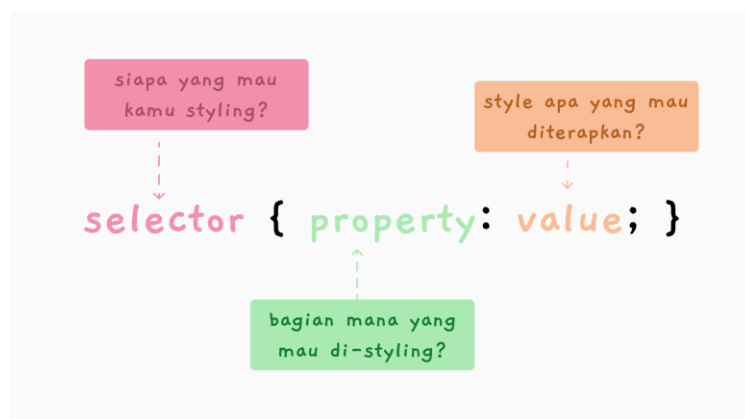 siapa yang mau
kamu styling?
style apa yang mau
diterapkan?
selector { property: value; }
bagian mana yang
mau di-styling?